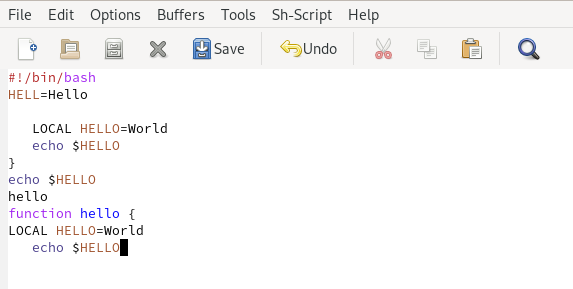 File Edit Options Buffers Tools Sh-Script Help
Save Undo
#!/bin/bash
HELL=Hello
LOCAL HELLO=World
echo $HELLO
}
echo $HELLO
hello
function hello {
LOCAL HELLO=World
echo $HELLO